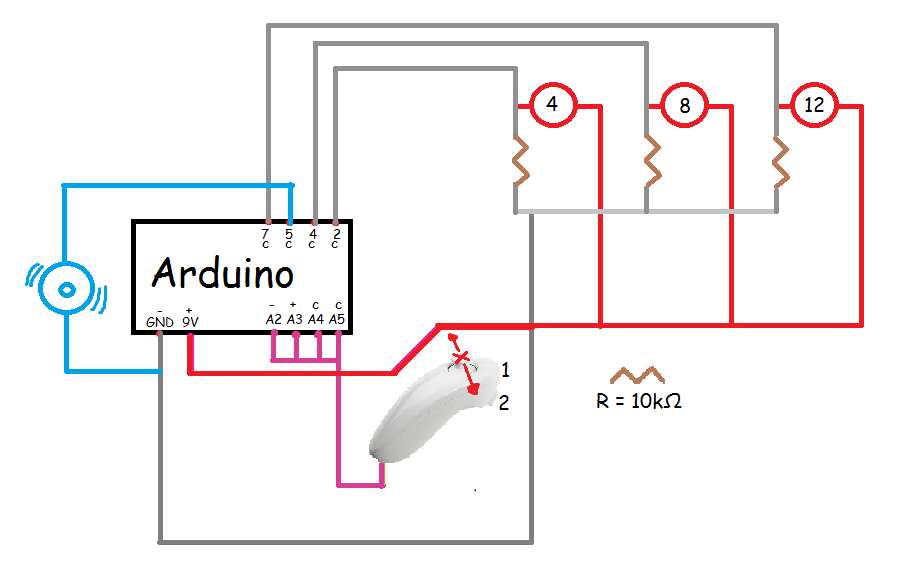 4 8 12
7 5 4 2
c c c c
Arduino
- + - + c c
GND 9V A2 A3 A4 A5
1
2
R = 10kΩ